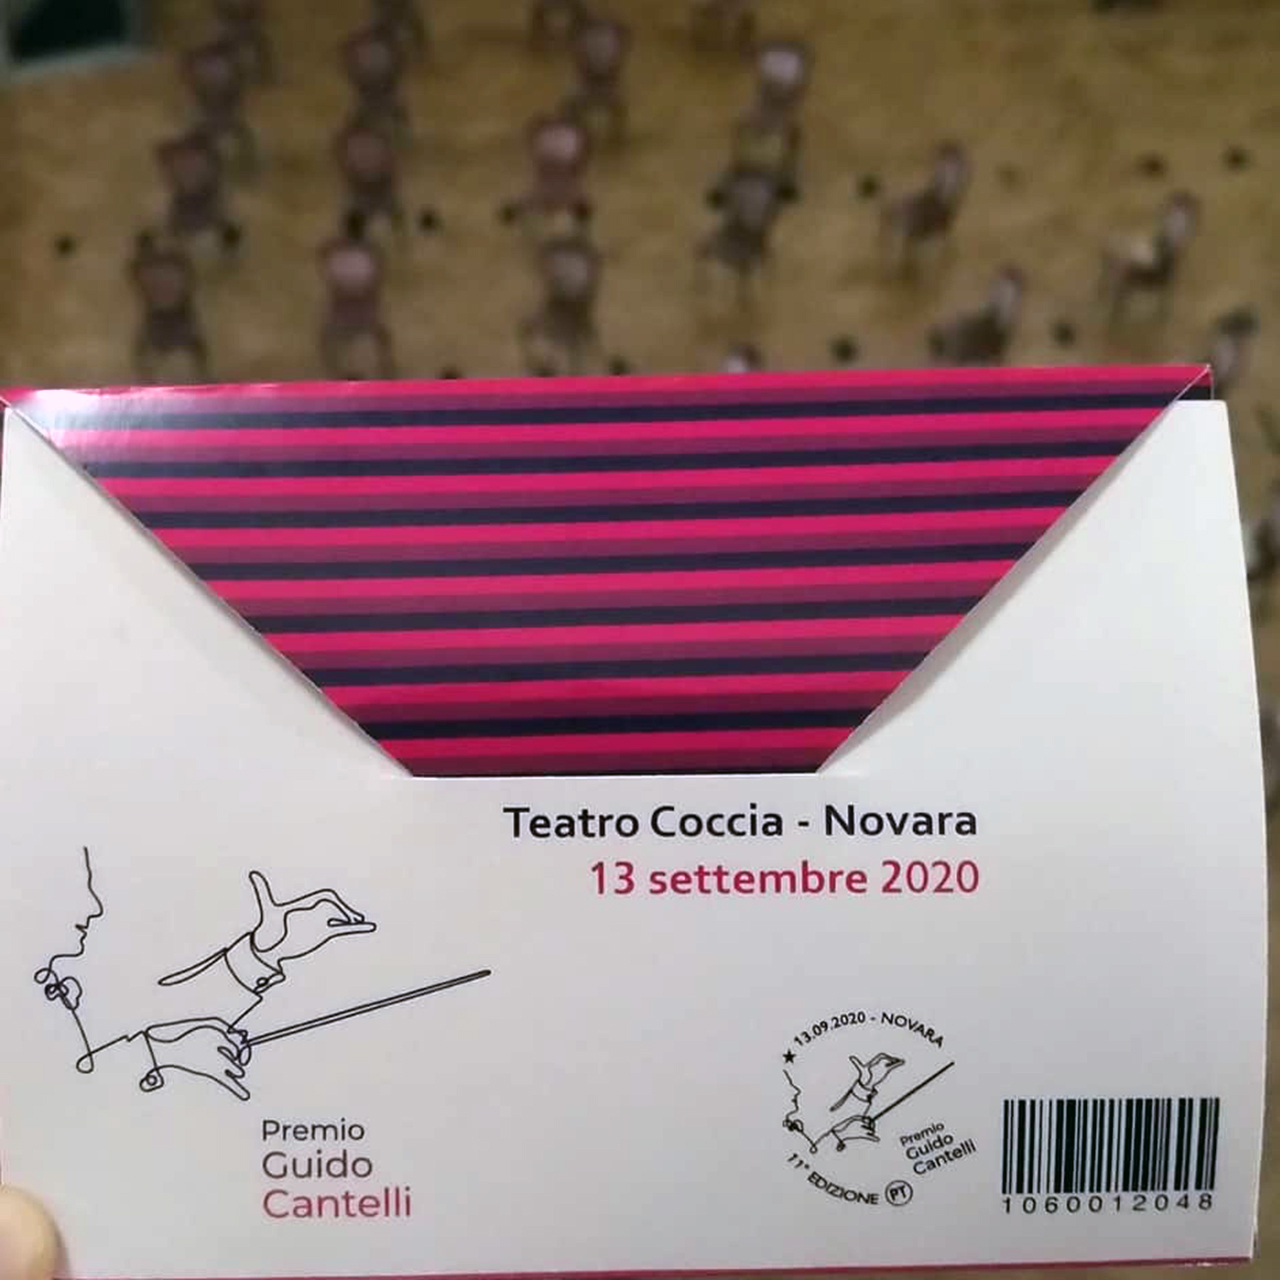 Teatro Coccia - Novara
13 settembre 2020
Premio
Guido
Cantelli
★ 13.09.2020 - NOVARA
Premio
Guido
Cantelli
11° EDIZIONE PT
1060012048